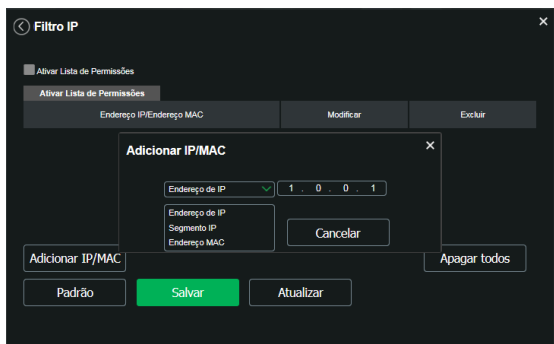 Filtro IP
Ativar Lista de Permissões
Ativar Lista de Permissões
Endereço IP/Endereço MAC Modificar Excluir
Adicionar IP/MAC
Endereço de IP 1 . 0 . 0 . 1
Endereço de IP
Segmento IP
Endereço MAC
Cancelar
Adicionar IP/MAC Apagar todos
Padrão Salvar Atualizar